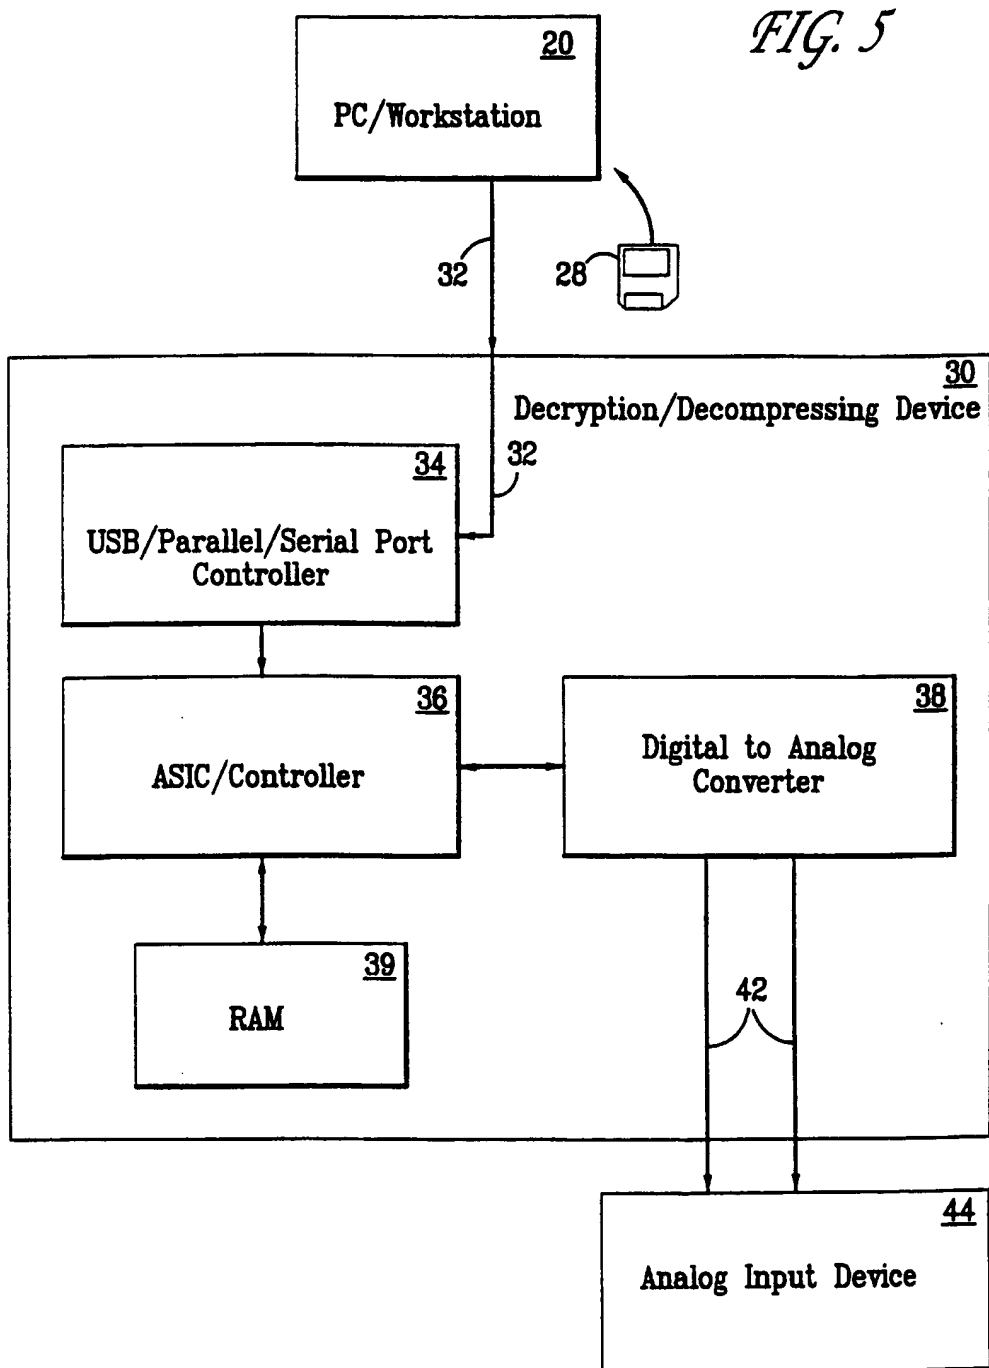 FIG. 5
20
PC/Workstation
32
28
30
Decryption/Decompressing Device
32
34
USB/Parallel/Serial Port
Controller
36
ASIC/Controller
38
Digital to Analog
Converter
39
RAM
42
44
Analog Input Device